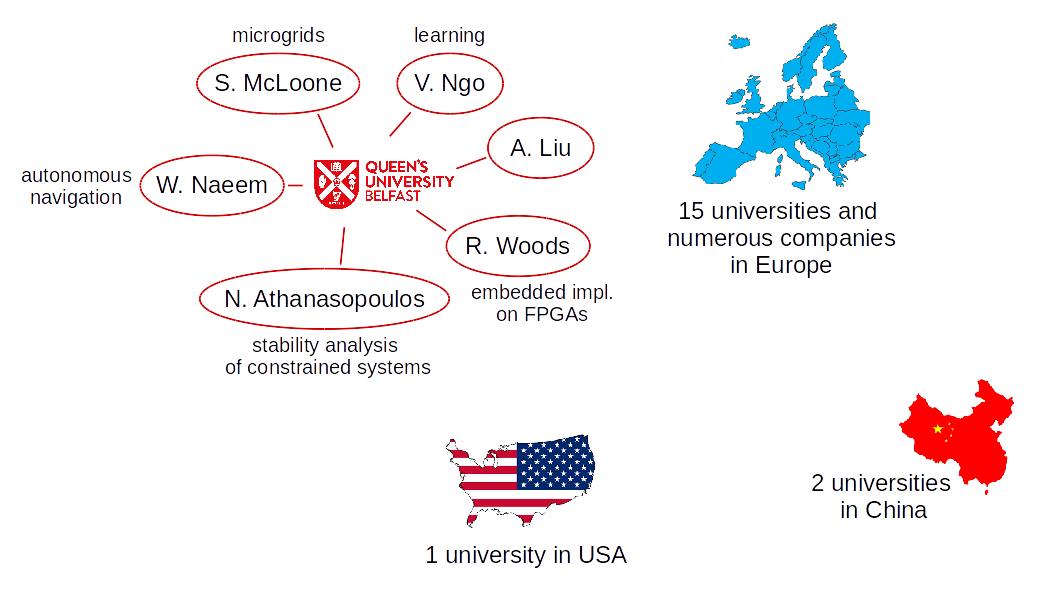 microgrids
learning
S. McLoone
V. Ngo
A. Liu
autonomous
navigation
W. Naeem
QUEEN'S
UNIVERSITY
BELFAST
R. Woods
embedded impl.
on FPGAs
N. Athanasopoulos
stability analysis
of constrained systems
15 universities and
numerous companies
in Europe
2 universities
in China
1 university in USA